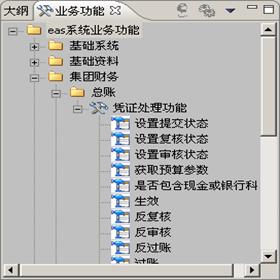 大纲 业务功能
eas系统业务功能
基础系统
基础资料
集团财务
总账
凭证处理功能
设置提交状态
设置复核状态
设置审核状态
获取预算参数
是否包含现金或银行科
生效
反复核
反审核
反过账
过账